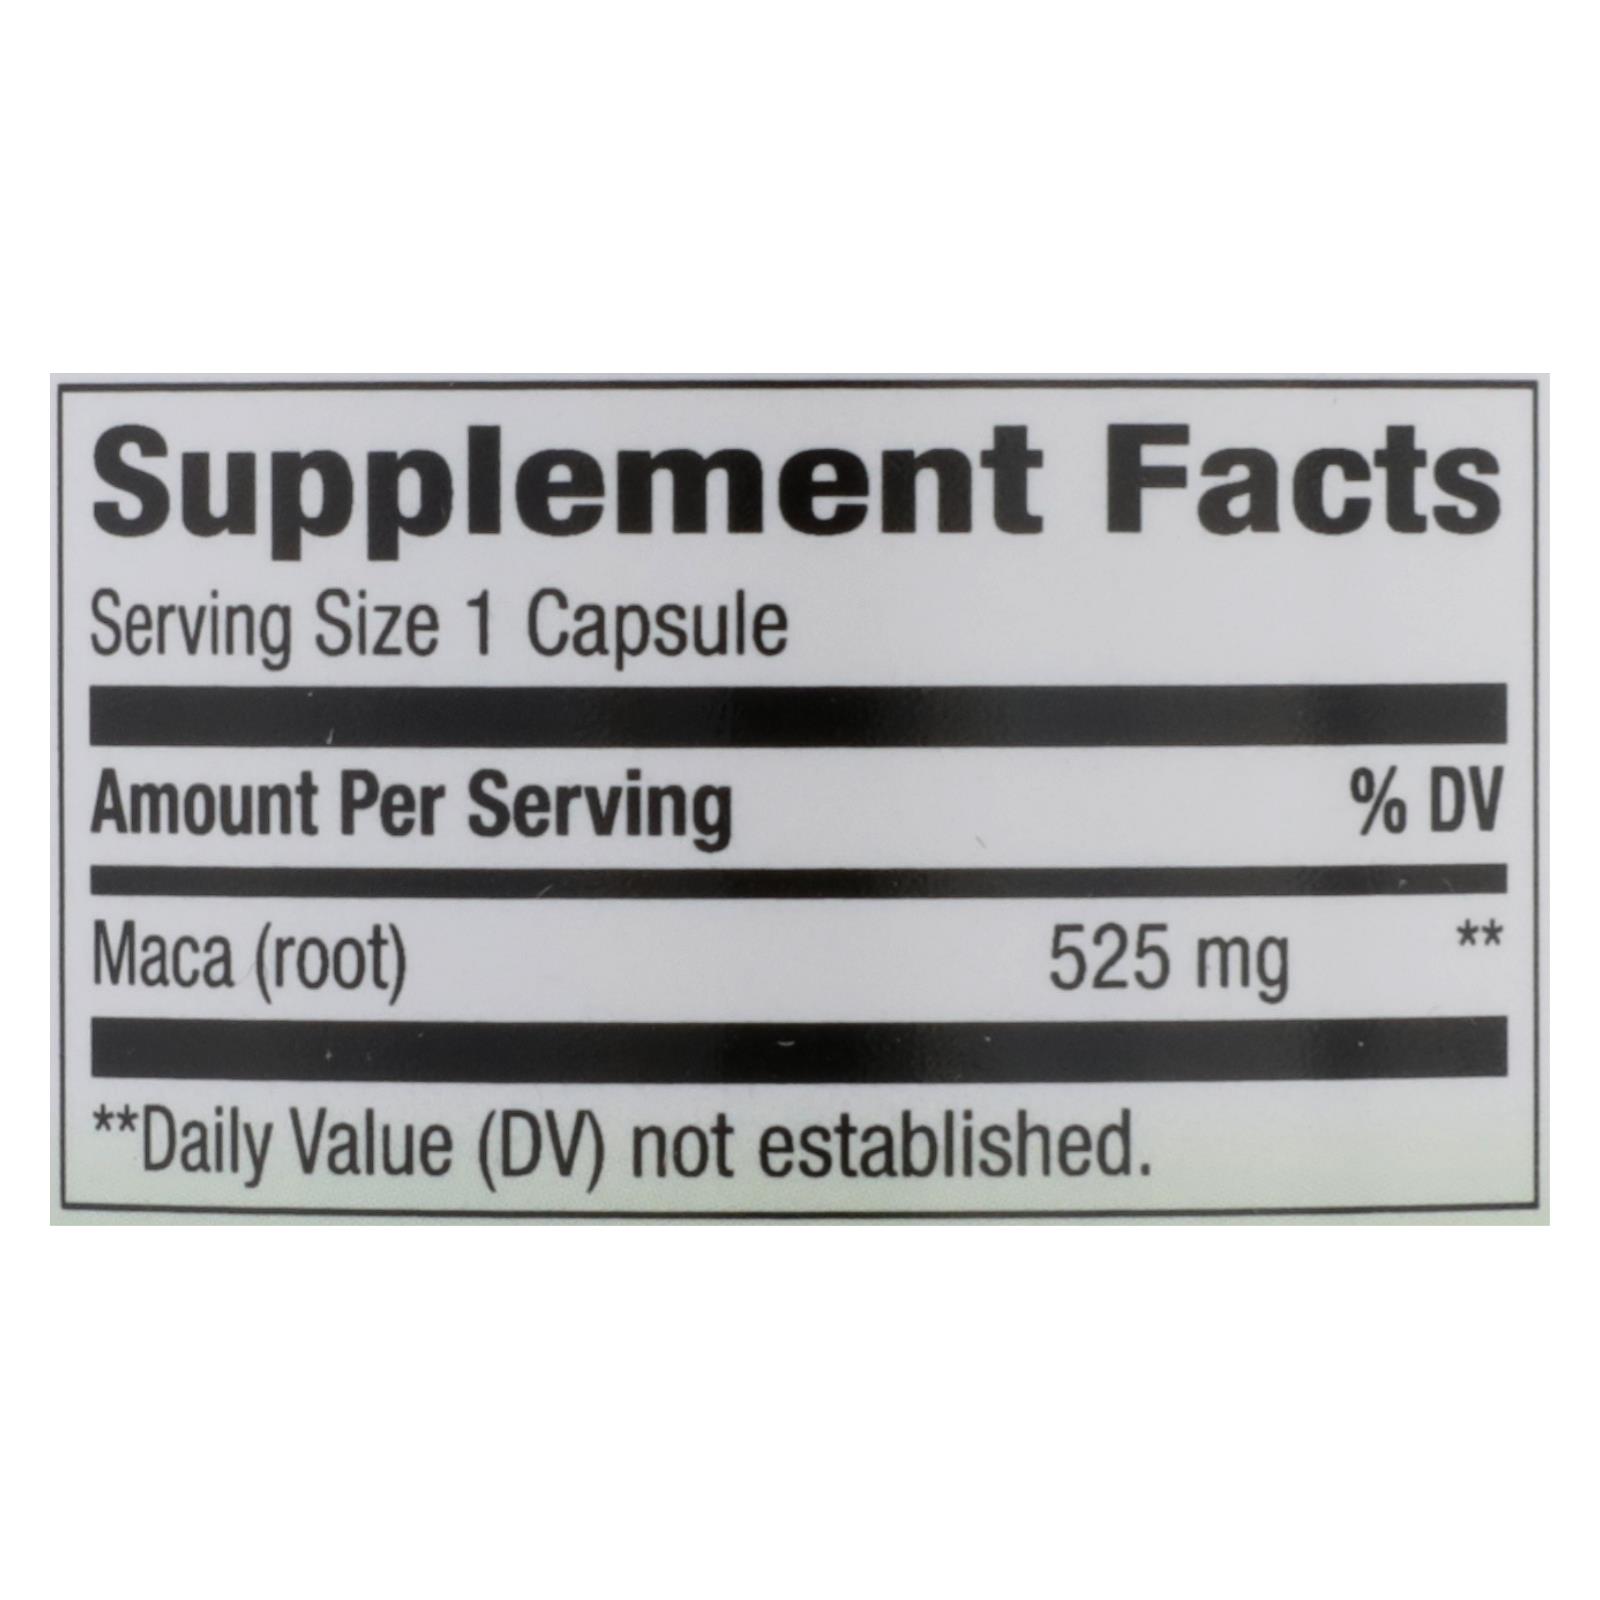 Supplement Facts
Serving Size 1 Capsule
Amount Per Serving % DV
Maca (root) 525 mg **
**Daily Value (DV) not established.